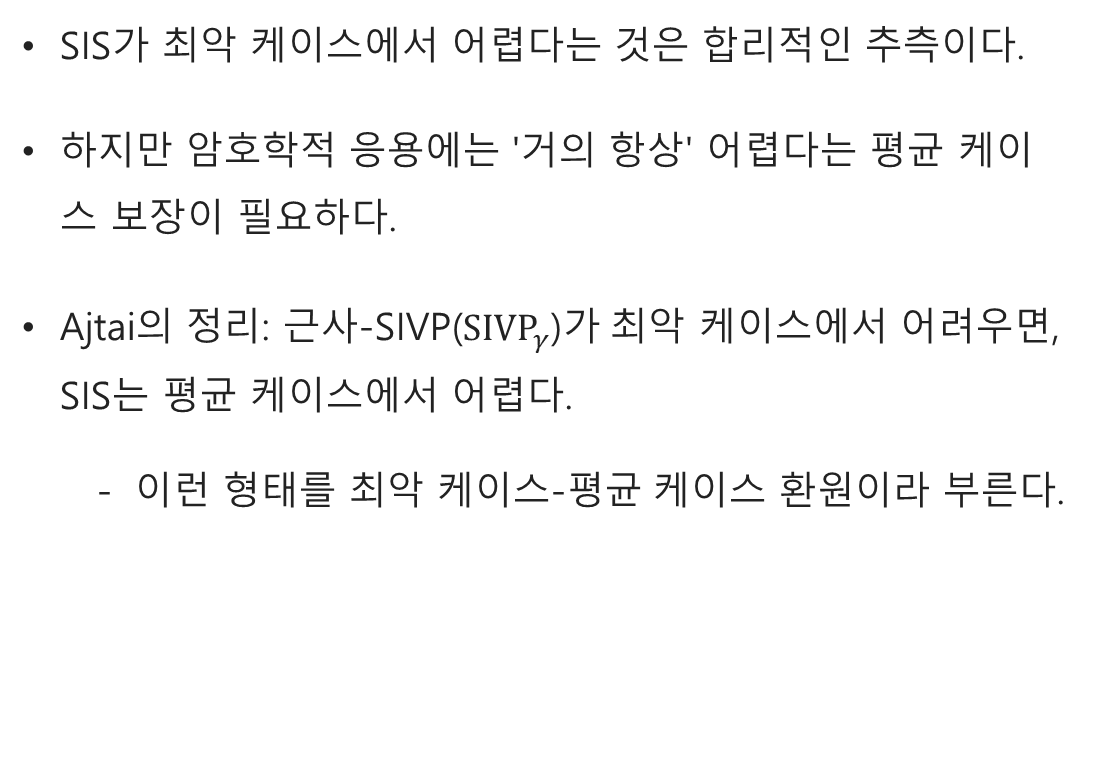 • SIS가 최악 케이스에서 어렵다는 것은 합리적인 추측이다.
• 하지만 암호학적 응용에는 '거의 항상' 어렵다는 평균 케이
스 보장이 필요하다.
• Ajtai의 정리: 근사-SIVP(SIVPᵧ)가 최악 케이스에서 어려우면,
SIS는 평균 케이스에서 어렵다.
- 이런 형태를 최악 케이스-평균 케이스 환원이라 부른다.